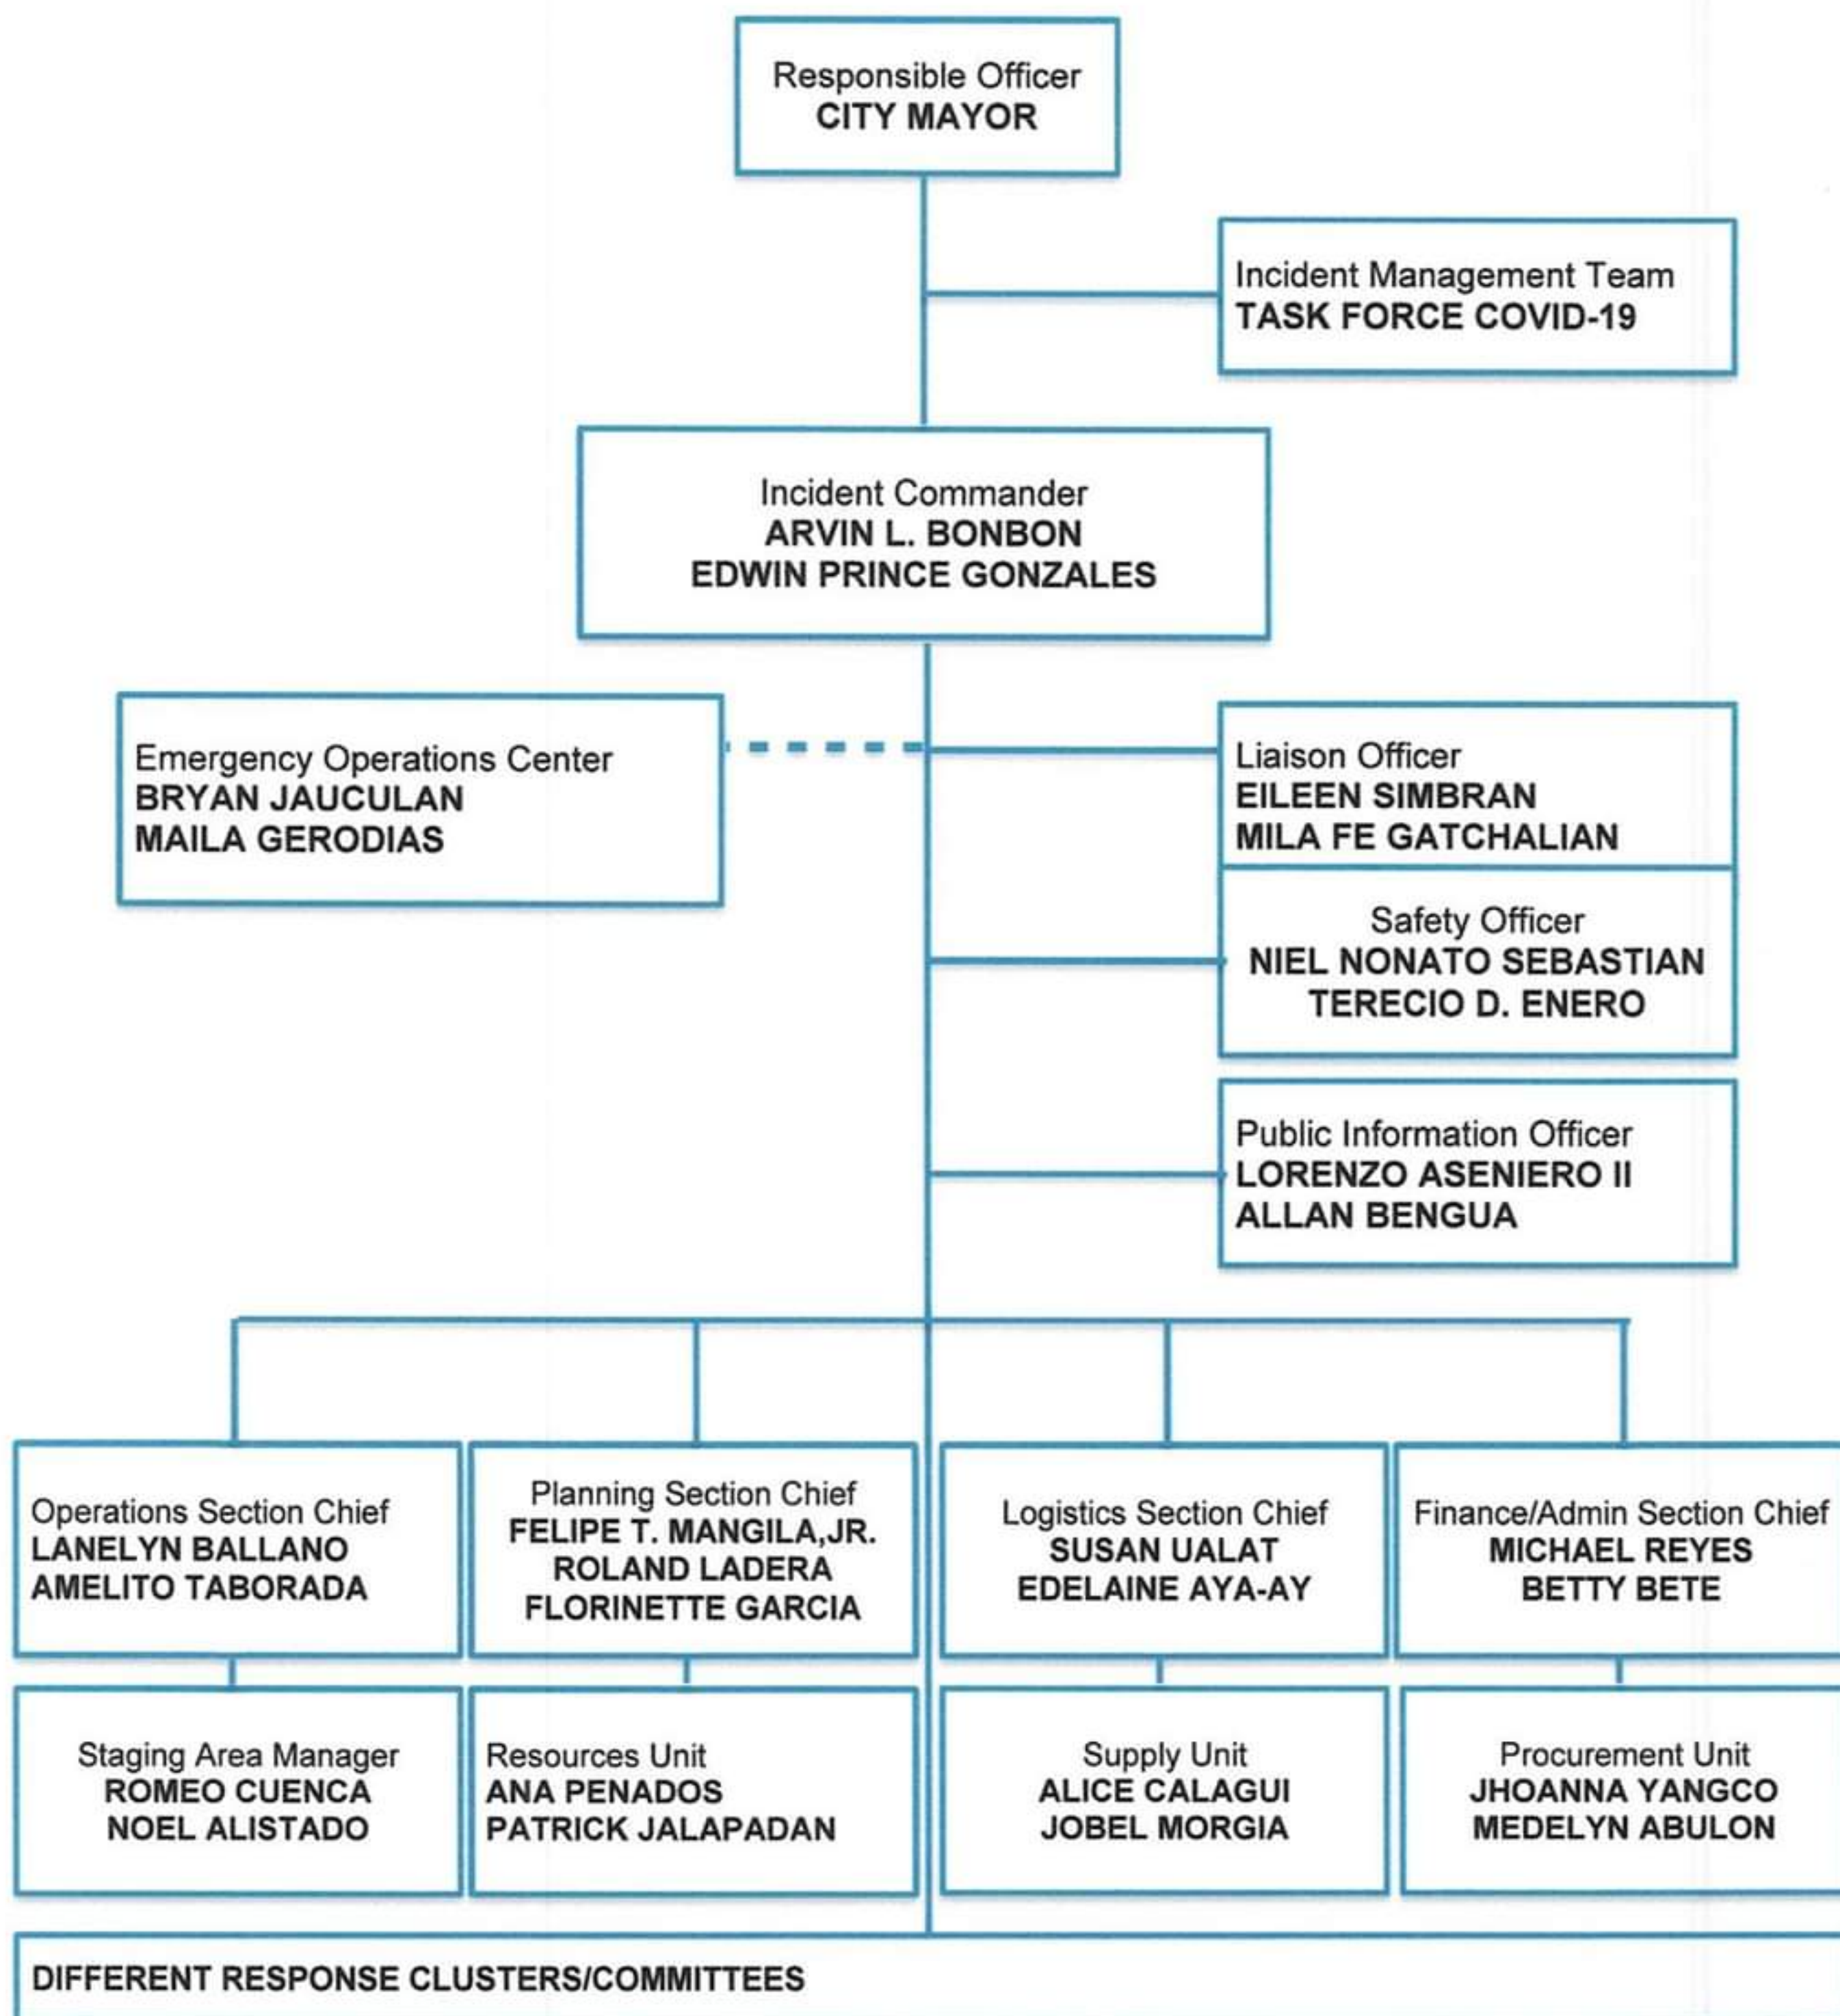 Responsible Officer
CITY MAYOR
Incident Management Team
TASK FORCE COVID-19
Incident Commander
ARVIN L. BONBON
EDWIN PRINCE GONZALES
Emergency Operations Center
BRYAN JAUCULAN
MAILA GERODIAS
Liaison Officer
EILEEN SIMBRAN
MILA FE GATCHALIAN
Safety Officer
NIEL NONATO SEBASTIAN
TERECIO D. ENERO
Public Information Officer
LORENZO ASENIERO II
ALLAN BENGUA
Operations Section Chief
LANELYN BALLANO
AMELITO TABORADA
Planning Section Chief
FELIPE T. MANGILA,JR.
ROLAND LADERA
FLORINETTE GARCIA
Logistics Section Chief
SUSAN UALAT
EDELAINE AYA-AY
Finance/Admin Section Chief
MICHAEL REYES
BETTY BETE
Staging Area Manager
ROMEO CUENCA
NOEL ALISTADO
Resources Unit
ANA PENADOS
PATRICK JALAPADAN
Supply Unit
ALICE CALAGUI
JOBEL MORGIA
Procurement Unit
JHOANNA YANGCO
MEDELYN ABULON
DIFFERENT RESPONSE CLUSTERS/COMMITTEES